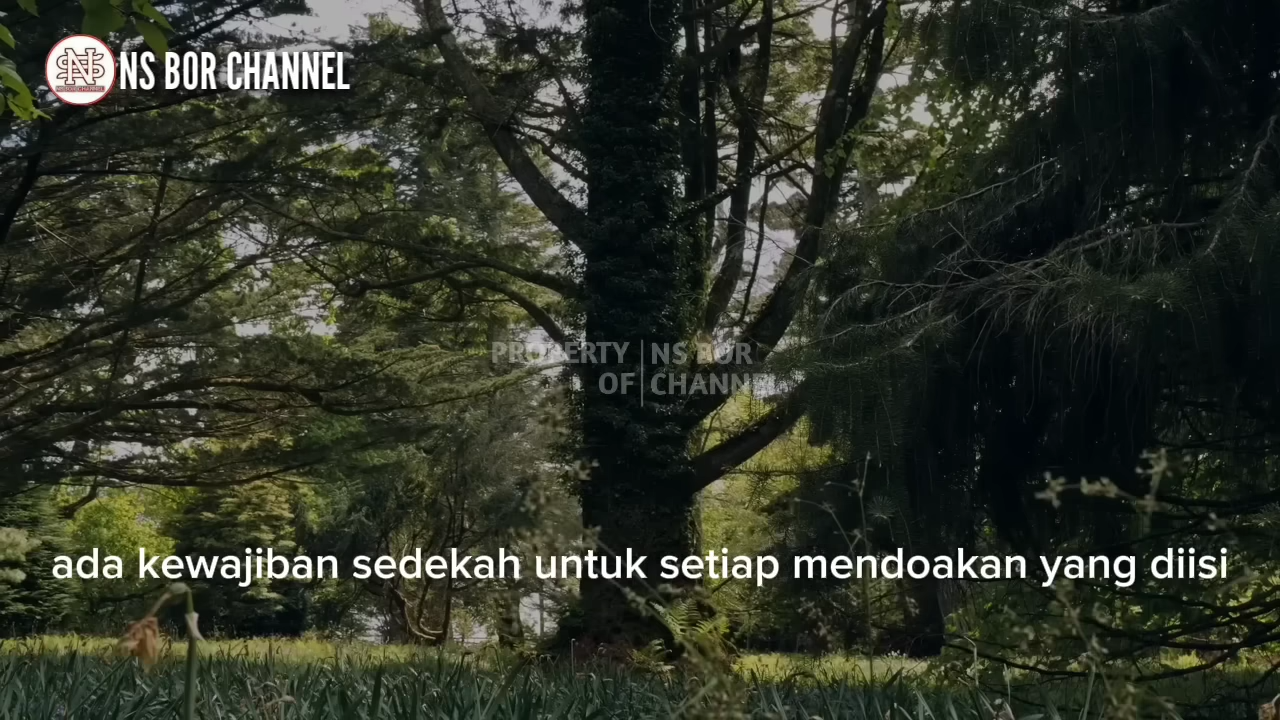 NS BOR CHANNEL
PROPERTY NS BOR
OF CHANNEL
ada kewajiban sedekah untuk setiap mendoakan yang diisi